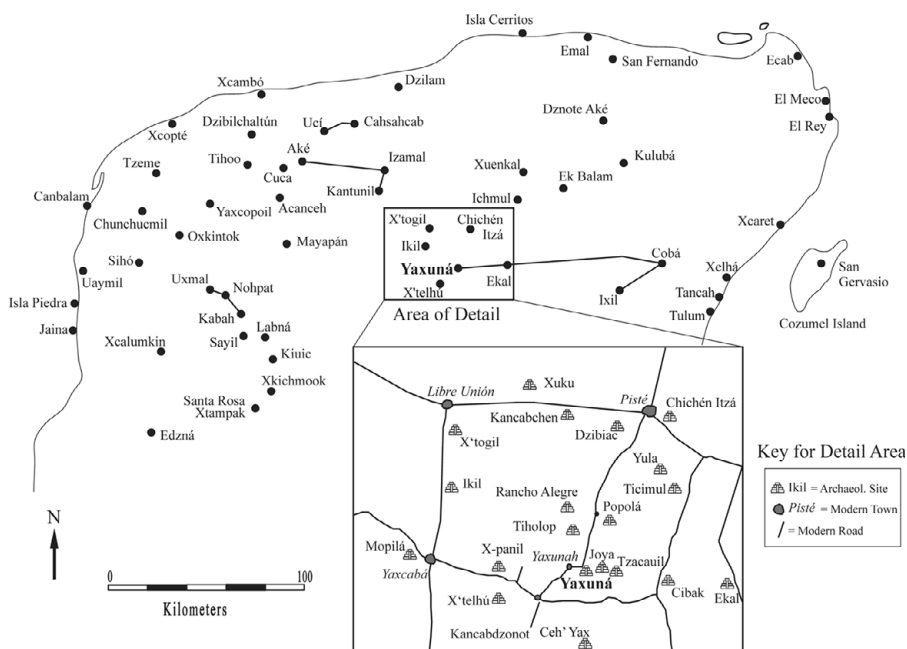 Isla Cerritos
Emal
San Fernando
Ecab
Xcambó
Dzilam
El Meco
El Rey
Xcopté
Dzibilchaltún
Ucí
Cahsahcab
Dznote Aké
Tzeme
Tihoo
Aké
Cuca
Izamal
Xuenkal
Kulubá
Canbalam
Kantunil
Ek Balam
Chunchucmil
Yaxcopoil
Acanceh
Ichmul
Oxkintok
Mayapán
X'togil
Chichén
Itzá
Xcaret
Ikil
Sihó
Uaymil
Yaxuná
Ekal
Cobá
Uxmal
Nohpat
X'telhú
Ixil
Xelhá
San
Gervasio
Isla Piedra
Tancah
Kabah
Area of Detail
Tulum
Jaina
Sayil
Labná
Cozumel Island
Xcalumkin
Kiuic
Xkichmook
Santa Rosa
Xtampak
Edzná
N
0
100
Kilometers
Xuku
Libre Unión
Pisté
Kancabchen
Chichén Itzá
Dzibiac
X'togil
Yula
Ikil
Ticimul
Rancho Alegre
Popolá
Tiholop
Mopilá
X-panil
Yaxunah
Joya
Tzacauil
Yaxcabá
Yaxuná
Cibak
Ekal
X'telhú
Kancabdzonot
Ceh' Yax
Key for Detail Area
Ikil = Archaeol. Site
Pisté = Modern Town
/ = Modern Road